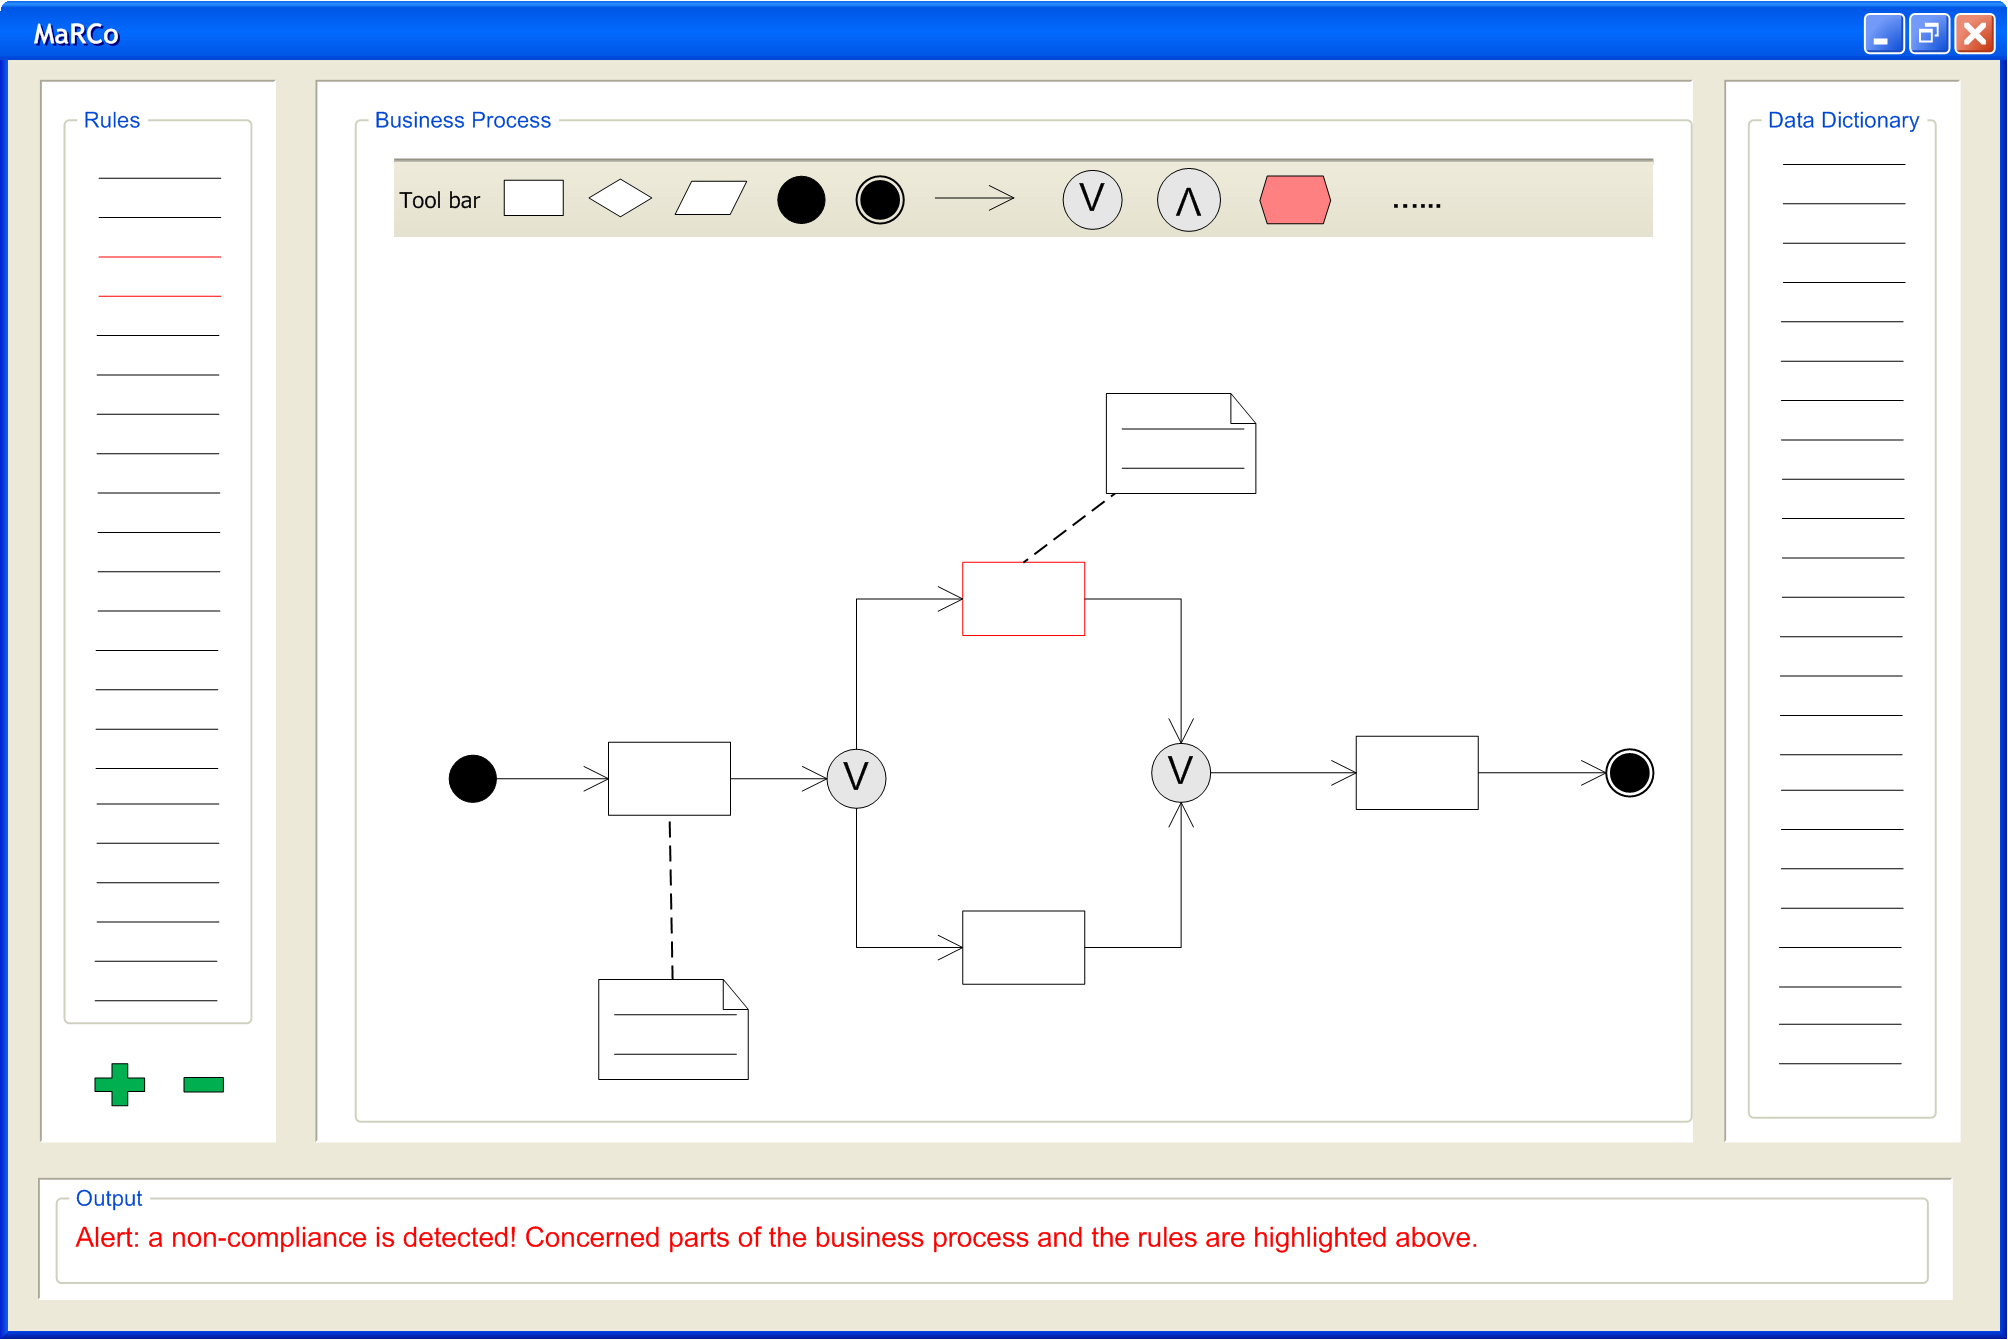 MaRCo
Rules
Business Process
Data Dictionary
Tool bar
V
Λ
......
V
V
Output
Alert: a non-compliance is detected! Concerned parts of the business process and the rules are highlighted above.